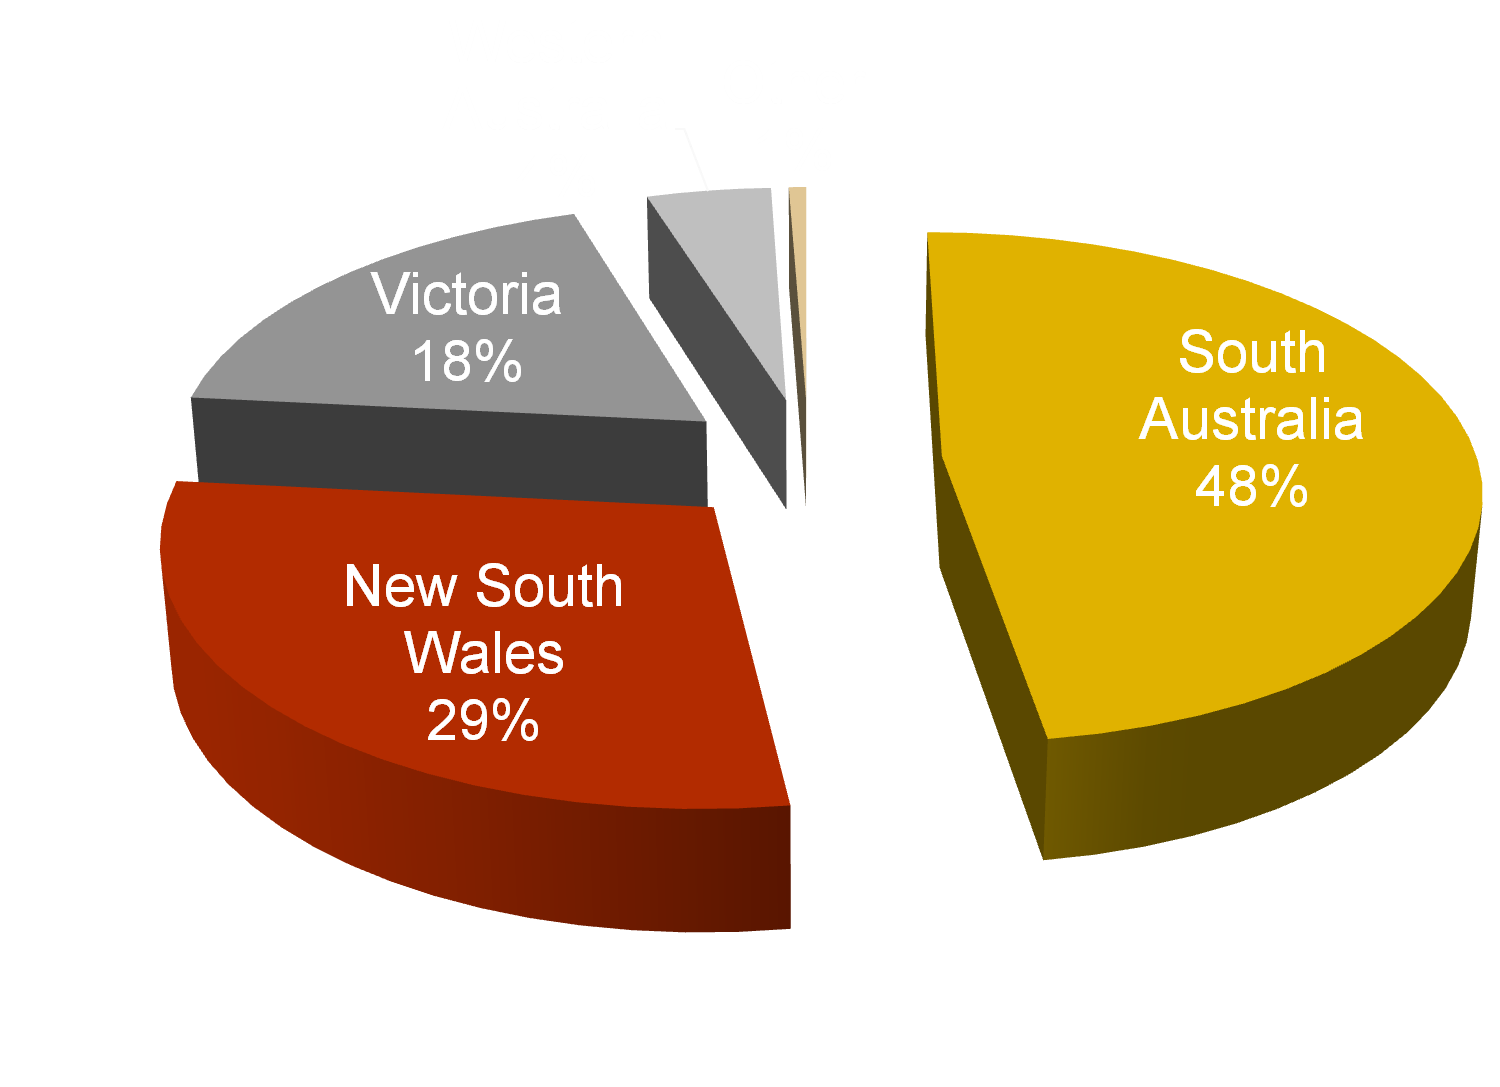 Victoria
18%
South
Australia
48%
New South
Wales
29%